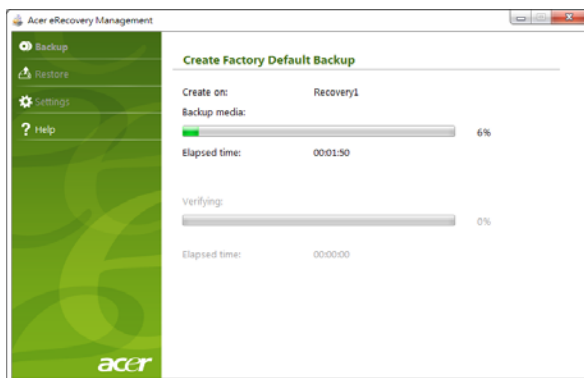 Acer eRecovery Management
Backup
Restore
Settings
? Help
Create Factory Default Backup
Create on: Recovery1
Backup media:
6%
Elapsed time: 00:01:50
Verifying:
0%
Elapsed time: 00:00:00
acer